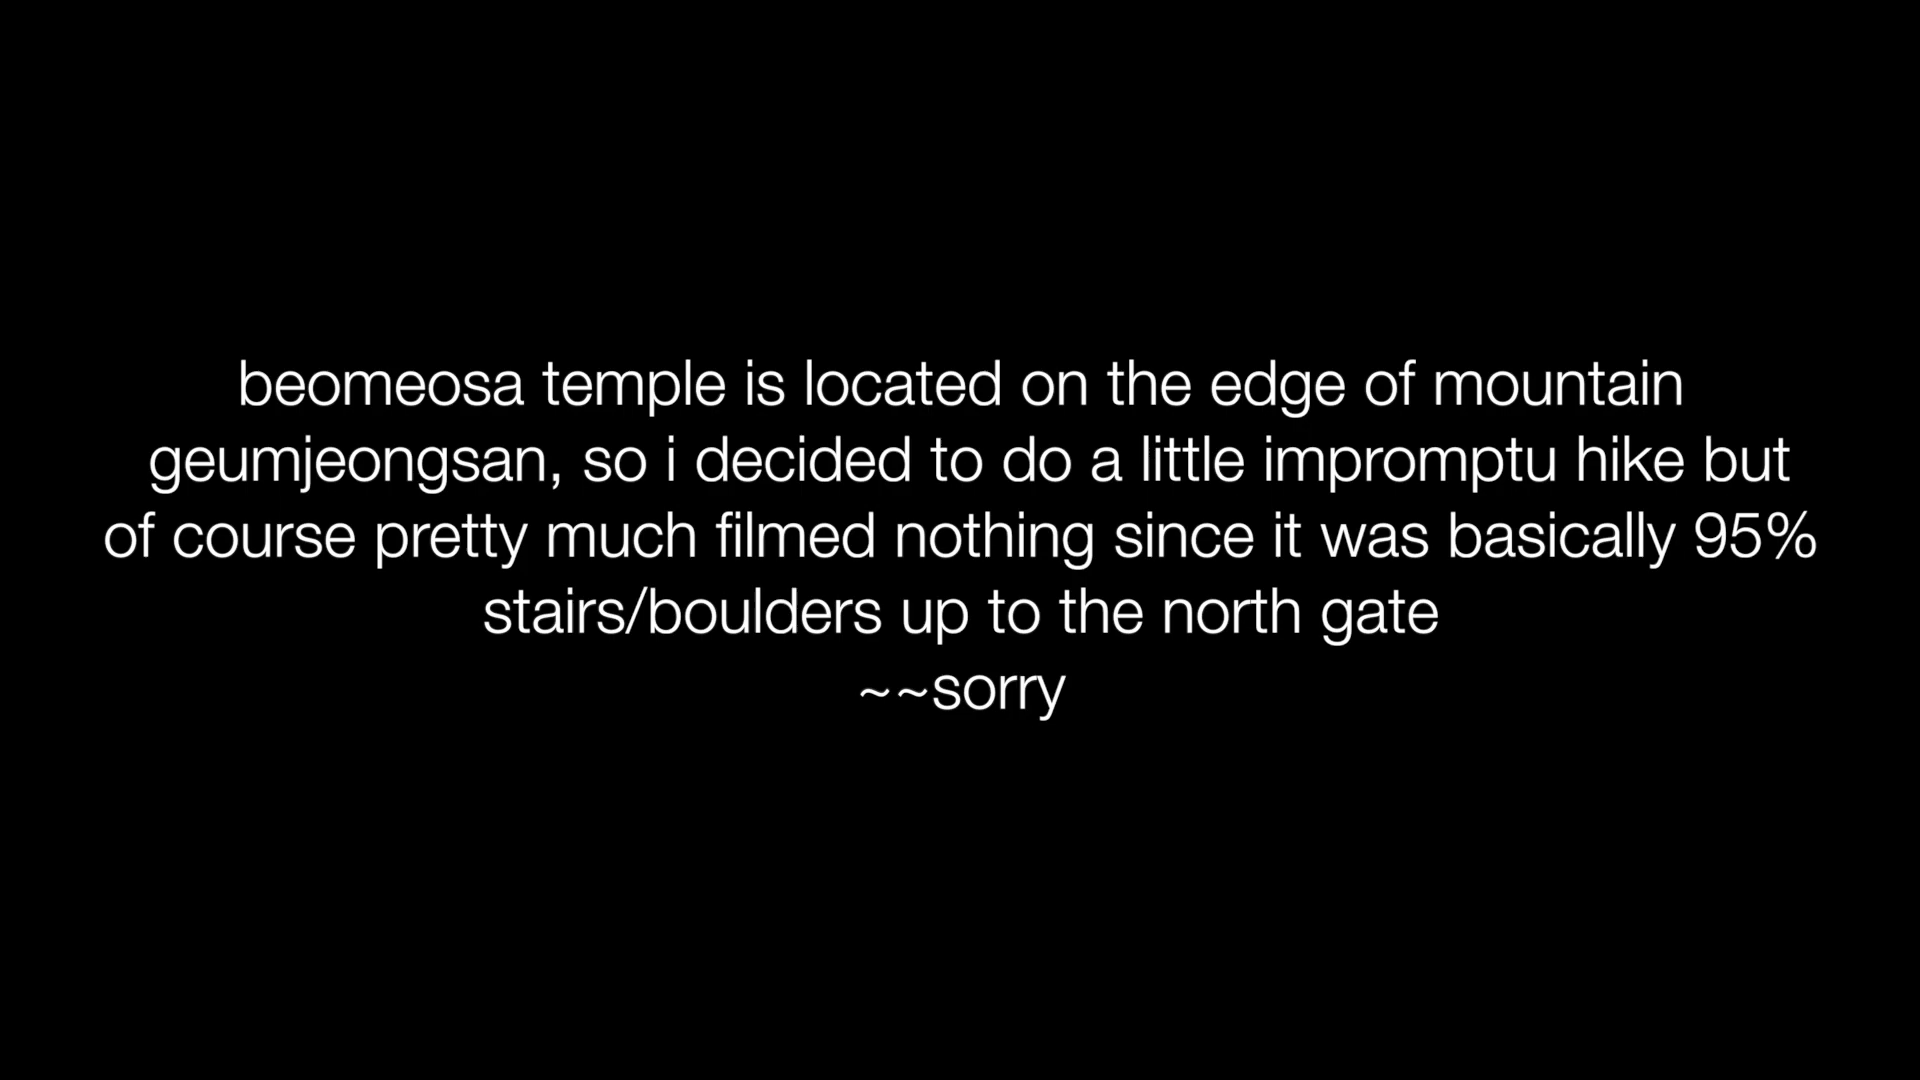 beomeosa temple is located on the edge of mountain
geumjeongsan, so i decided to do a little impromptu hike but
of course pretty much filmed nothing since it was basically 95%
stairs/boulders up to the north gate
~~sorry